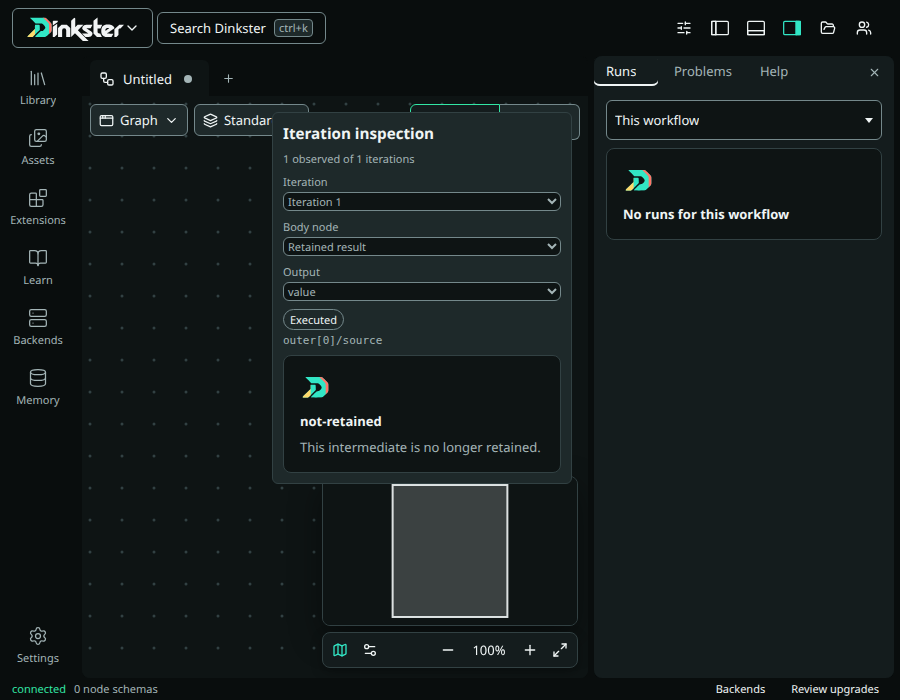 Dinkster
Search Dinkster ctrl+k
Library
Assets
Extensions
Learn
Backends
Memory
Settings
Untitled
Graph
Standar
Iteration inspection
1 observed of 1 iterations
Iteration
Iteration 1
Body node
Retained result
Output
value
Executed
outer[0]/source
not-retained
This intermediate is no longer retained.
100%
Runs Problems Help
This workflow
No runs for this workflow
connected 0 node schemas
Backends Review upgrades